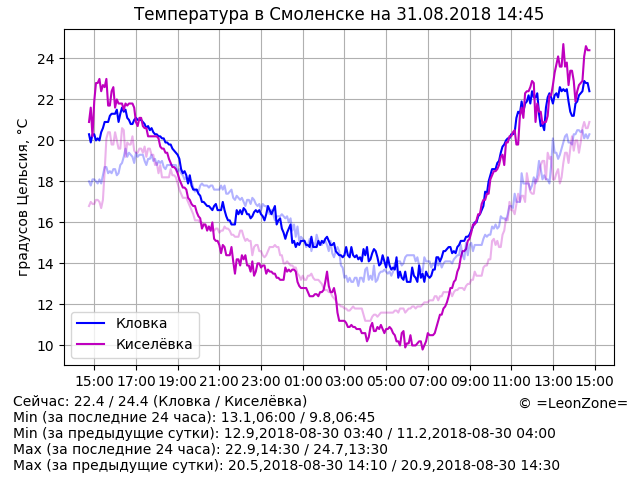 Температура в Смоленске на 31.08.2018 14:45
градусов Цельсия, °C
24
22
20
18
16
14
12
10
Кловка
Киселёвка
15:00 17:00 19:00 21:00 23:00 01:00 03:00 05:00 07:00 09:00 11:00 13:00 15:00
Сейчас: 22.4 / 24.4 (Кловка / Киселёвка)
© =LeonZone=
Min (за последние 24 часа): 13.1,06:00 / 9.8,06:45
Min (за предыдущие сутки): 12.9,2018-08-30 03:40 / 11.2,2018-08-30 04:00
Max (за последние 24 часа): 22.9,14:30 / 24.7,13:30
Max (за предыдущие сутки): 20.5,2018-08-30 14:10 / 20.9,2018-08-30 14:30